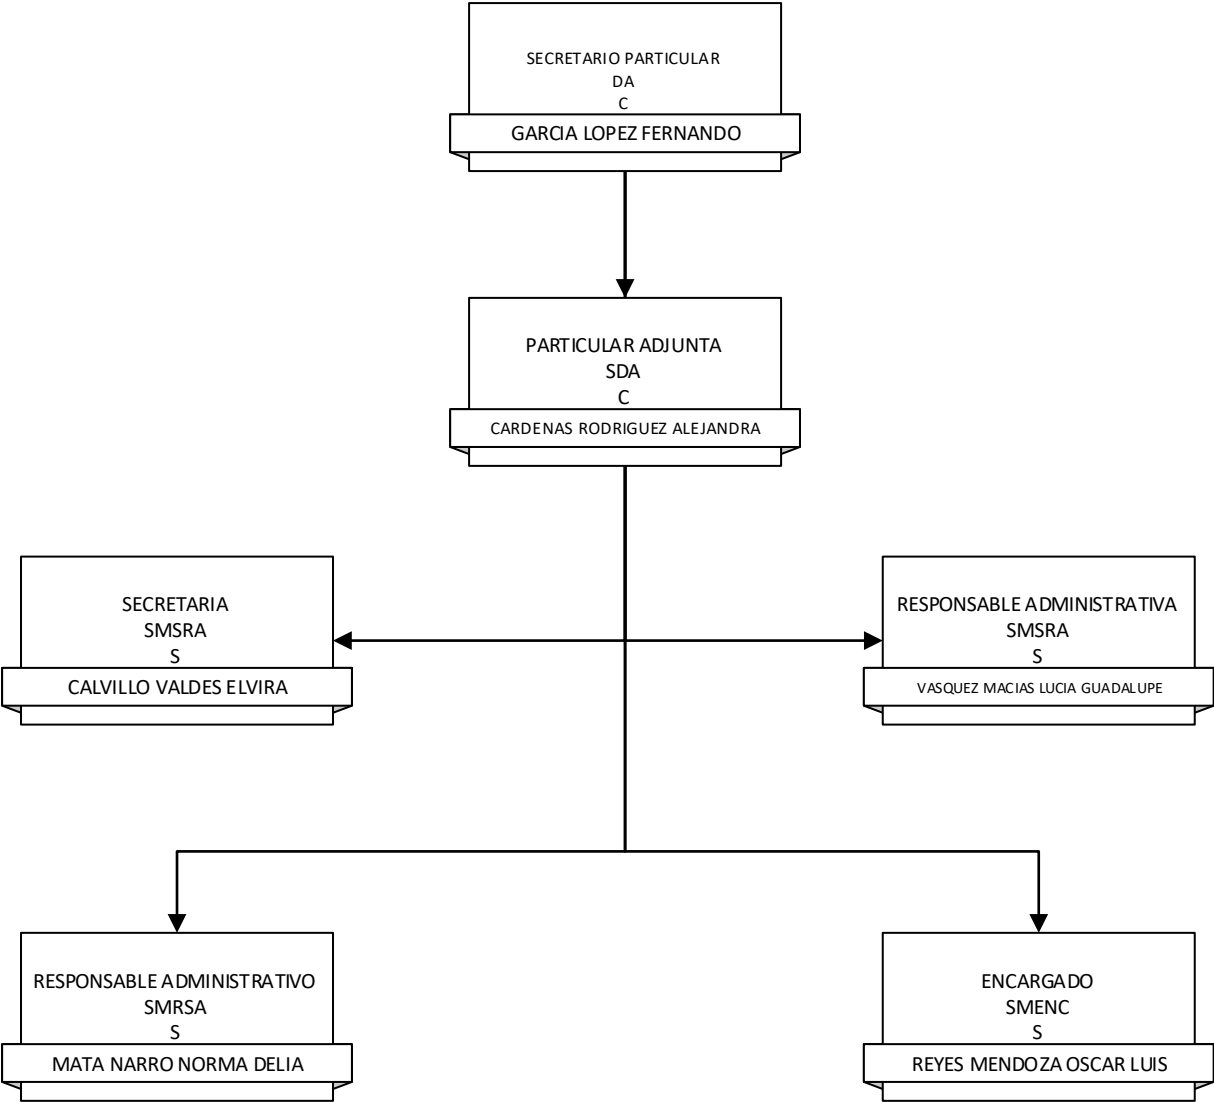 SECRETARIO PARTICULAR
DA
C
GARCIA LOPEZ FERNANDO
PARTICULAR ADJUNTA
SDA
C
CARDENAS RODRIGUEZ ALEJANDRA
SECRETARIA
SMSRA
S
CALVILLO VALDES ELVIRA
RESPONSABLE ADMINISTRATIVA
SMSRA
S
VASQUEZ MACIAS LUCIA GUADALUPE
RESPONSABLE ADMINISTRATIVO
SMRSA
S
MATA NARRO NORMA DELIA
ENCARGADO
SMENC
S
REYES MENDOZA OSCAR LUIS